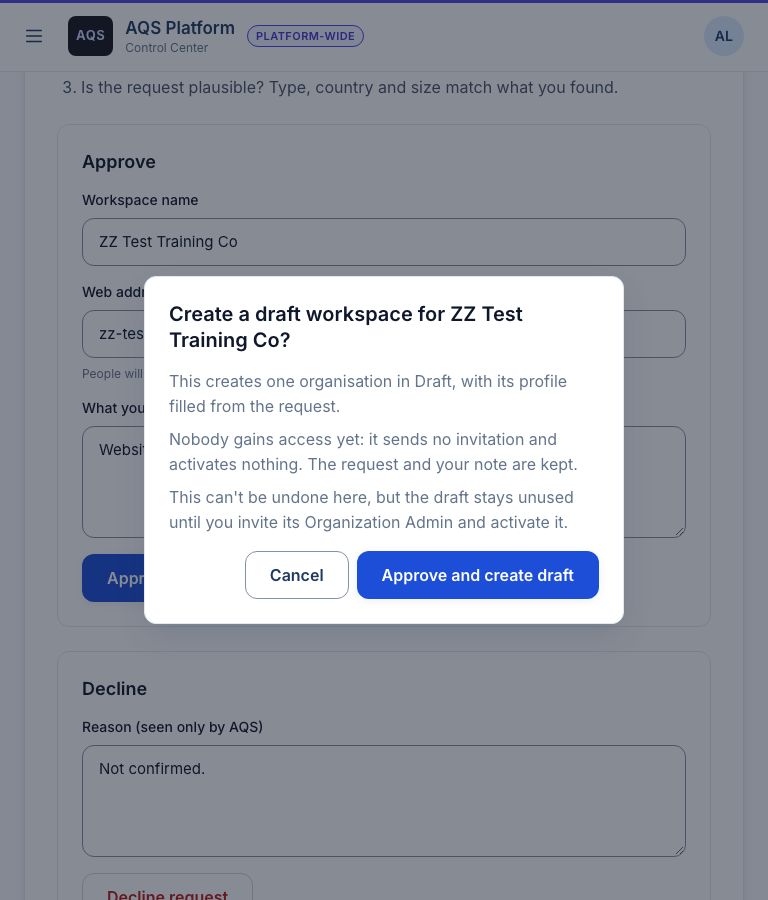 AQS
AQS Platform
Control Center
PLATFORM-WIDE
AL
3. Is the request plausible? Type, country and size match what you found.
Approve
Workspace name
ZZ Test Training Co
Web
zz-tes
People will
What you
Approve and create draft
Create a draft workspace for ZZ Test
Training Co?
This creates one organisation in Draft, with its profile
filled from the request.
Nobody gains access yet: it sends no invitation and
activates nothing. The request and your note are kept.
This can't be undone here, but the draft stays unused
until you invite its Organization Admin and activate it.
Cancel
Decline
Reason (seen only by AQS)
Not confirmed.
Decline request